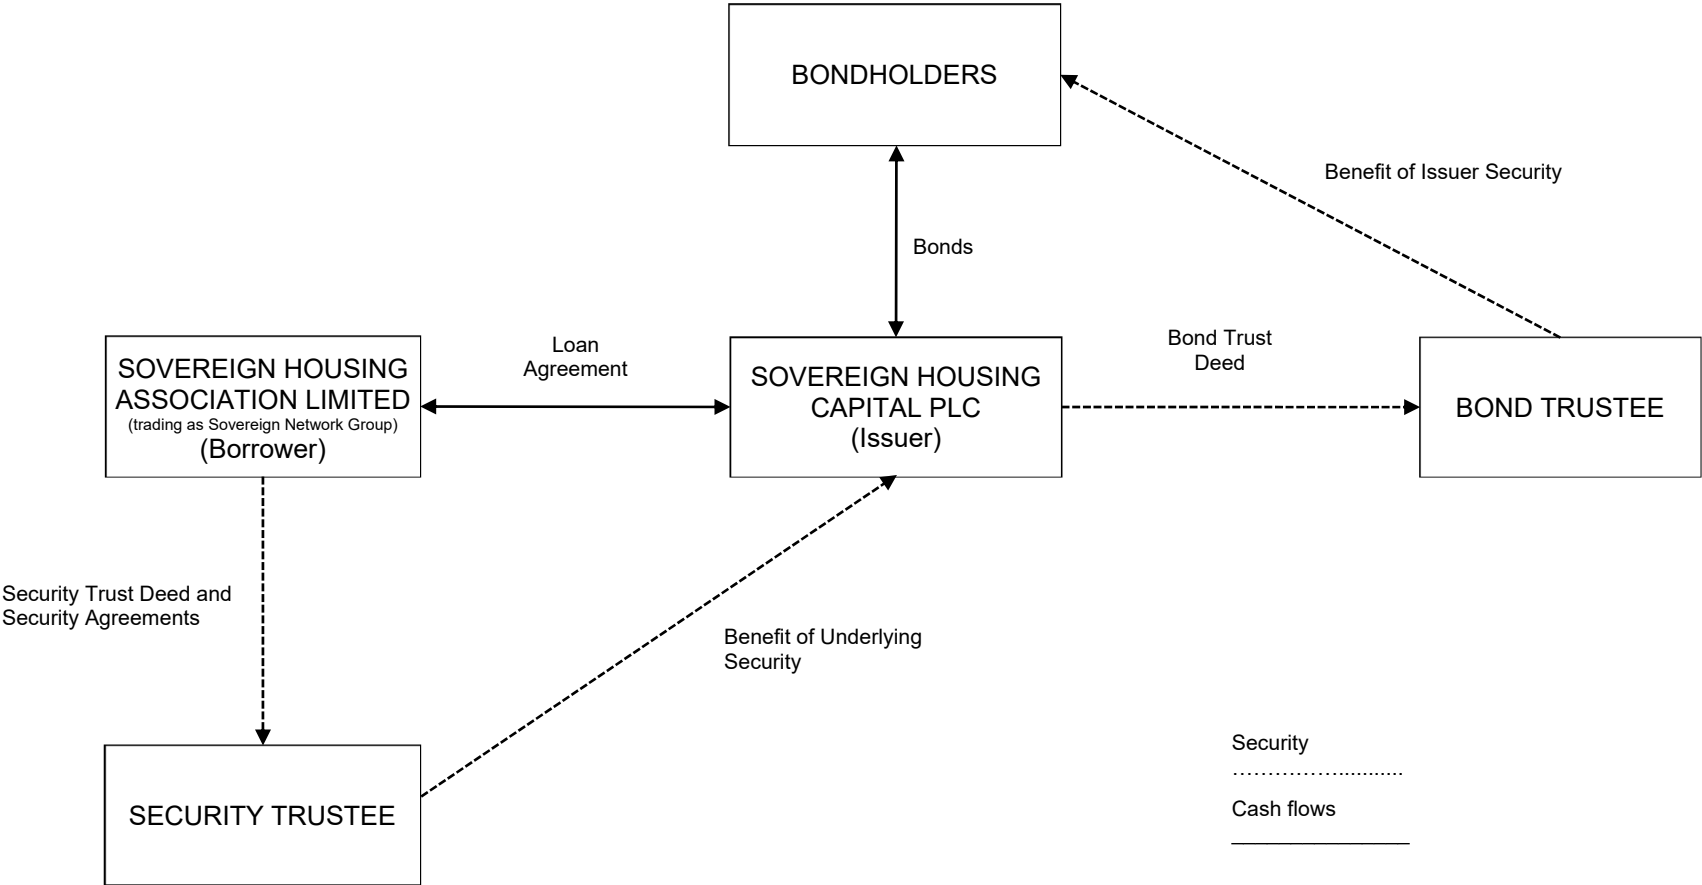 BONDHOLDERS
Benefit of Issuer Security
Bonds
Loan
Agreement
Bond Trust
Deed
SOVEREIGN HOUSING
ASSOCIATION LIMITED
(trading as Sovereign Network Group)
(Borrower)
SOVEREIGN HOUSING
CAPITAL PLC
(Issuer)
BOND TRUSTEE
Security Trust Deed and
Security Agreements
Benefit of Underlying
Security
SECURITY TRUSTEE
Security
Cash flows